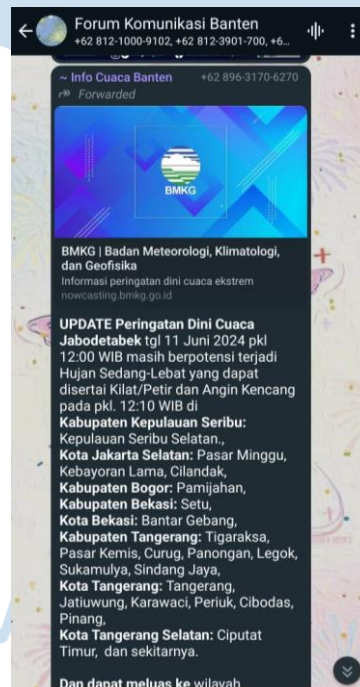 Forum Komunikasi Banten
+62 812-1000-9102, +62 812-3901-700, +6...
~ Info Cuaca Banten +62 896-3170-6270
Forwarded
BMKG
BMKG | Badan Meteorologi, Klimatologi,
dan Geofisika
Informasi peringatan dini cuaca ekstrem
nowcasting.bmkg.go.id
UPDATE Peringatan Dini Cuaca
Jabodetabek tgl 11 Juni 2024 pkl
12:00 WIB masih berpotensi terjadi
Hujan Sedang-Lebat yang dapat
disertai Kilat/Petir dan Angin Kencang
pada pkl. 12:10 WIB di
Kabupaten Kepulauan Seribu:
Kepulauan Seribu Selatan.,
Kota Jakarta Selatan: Pasar Minggu,
Kebayoran Lama, Cilandak,
Kabupaten Bogor: Pamijahan,
Kabupaten Bekasi: Setu,
Kota Bekasi: Bantar Gebang,
Kabupaten Tangerang: Tigaraksa,
Pasar Kemis, Curug, Panongan, Legok,
Sukamulya, Sindang Jaya,
Kota Tangerang: Tangerang,
Jatiuwung, Karawaci, Periuk, Cibodas,
Pinang,
Kota Tangerang Selatan: Ciputat
Timur, dan sekitarnya.
Dan dapat meluas ke wilayah